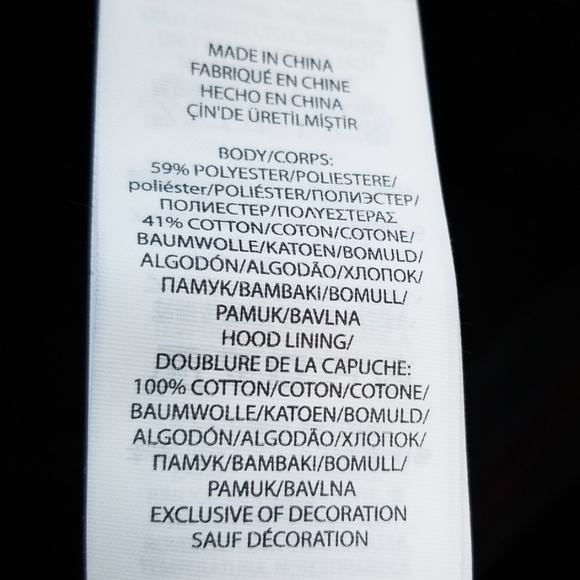 MADE IN CHINA
FABRIQUÉ EN CHINE
HECHO EN CHINA
ÇİN'DE ÜRETİLMİŞTİR
BODY/CORPS:
59% POLYESTER/POLIESTERE/
poliéster/POLIÉSTER/ПОЛИЭСТЕР/
ПОЛИЕСТЕР/ΠΟΛΥΕΣΤΕΡΑΣ
41% COTTON/COTON/COTONE/
BAUMWOLLE/KATOEN/BOMULD/
ALGODÓN/ALGODÃO/ХЛОПОК/
ПАМУК/BAMBAKI/BOMULL/
PAMUK/BAVLNA
HOOD LINING/
DOUBLURE DE LA CAPUCHE:
100% COTTON/COTON/COTONE/
BAUMWOLLE/KATOEN/BOMULD/
ALGODÓN/ALGODÃO/ХЛОПОК/
ПАМУК/BAMBAKI/BOMULL/
PAMUK/BAVLNA
EXCLUSIVE OF DECORATION
SAUF DÉCORATION